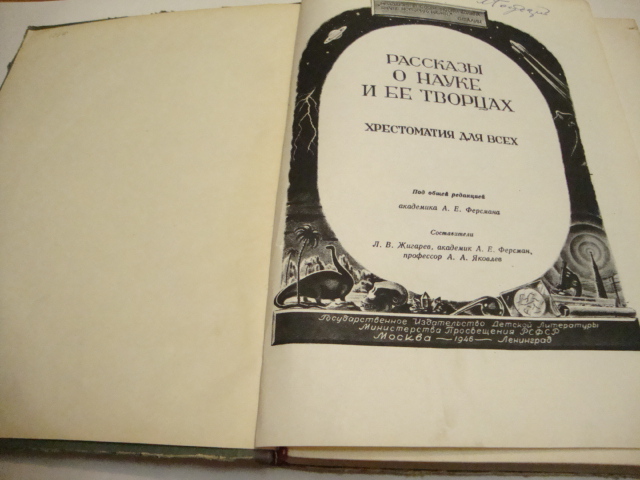 РАССКАЗЫ
О НАУКЕ
И ЕЕ ТВОРЦАХ
ХРЕСТОМАТИЯ ДЛЯ ВСЕХ
Под общей редакцией
академика А. Е. Ферсмана
Составители
Л. В. Жигарев, академик А. Е. Ферсман,
профессор А. А. Яковлев
Государственное Издательство Детской Литературы
Министерства Просвещения РСФСР
Москва — 1946 — Ленинград